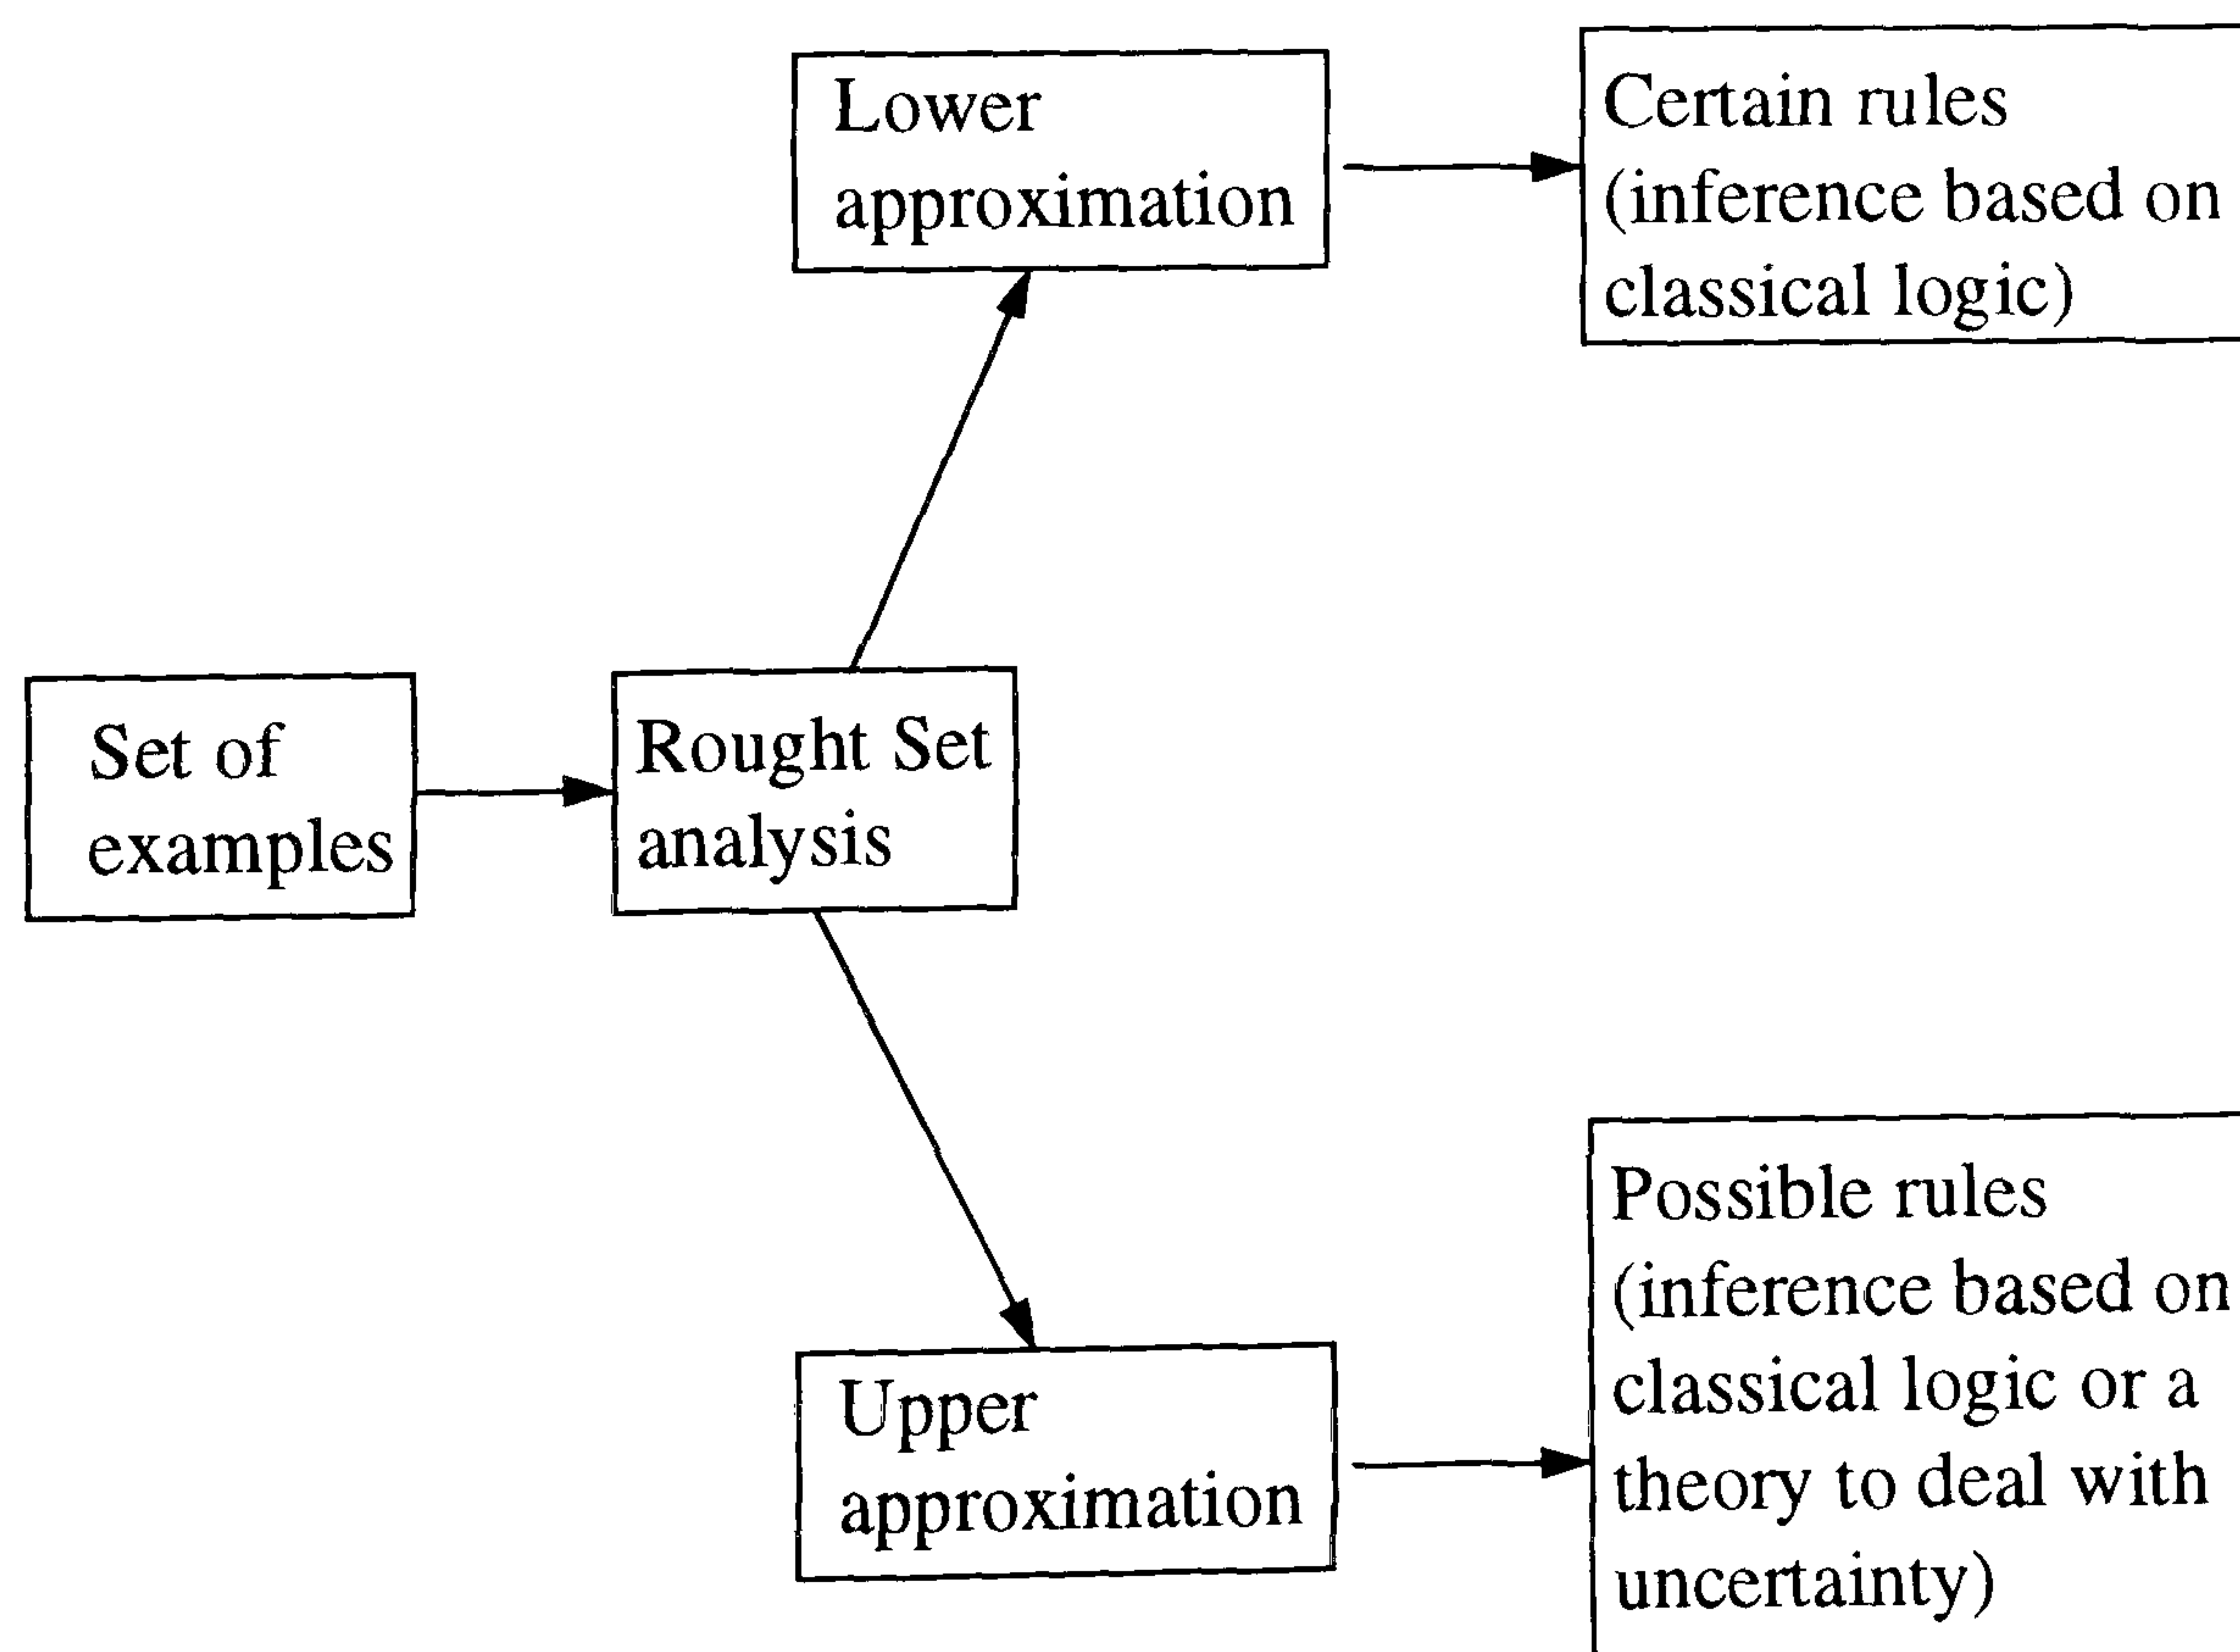 Lower
approximation
Certain rules
(inference based on
classical logic)
Set of
examples
Rought Set
analysis
Upper
approximation
Possible rules
(inference based on
classical logic or a
theory to deal with
uncertainty)